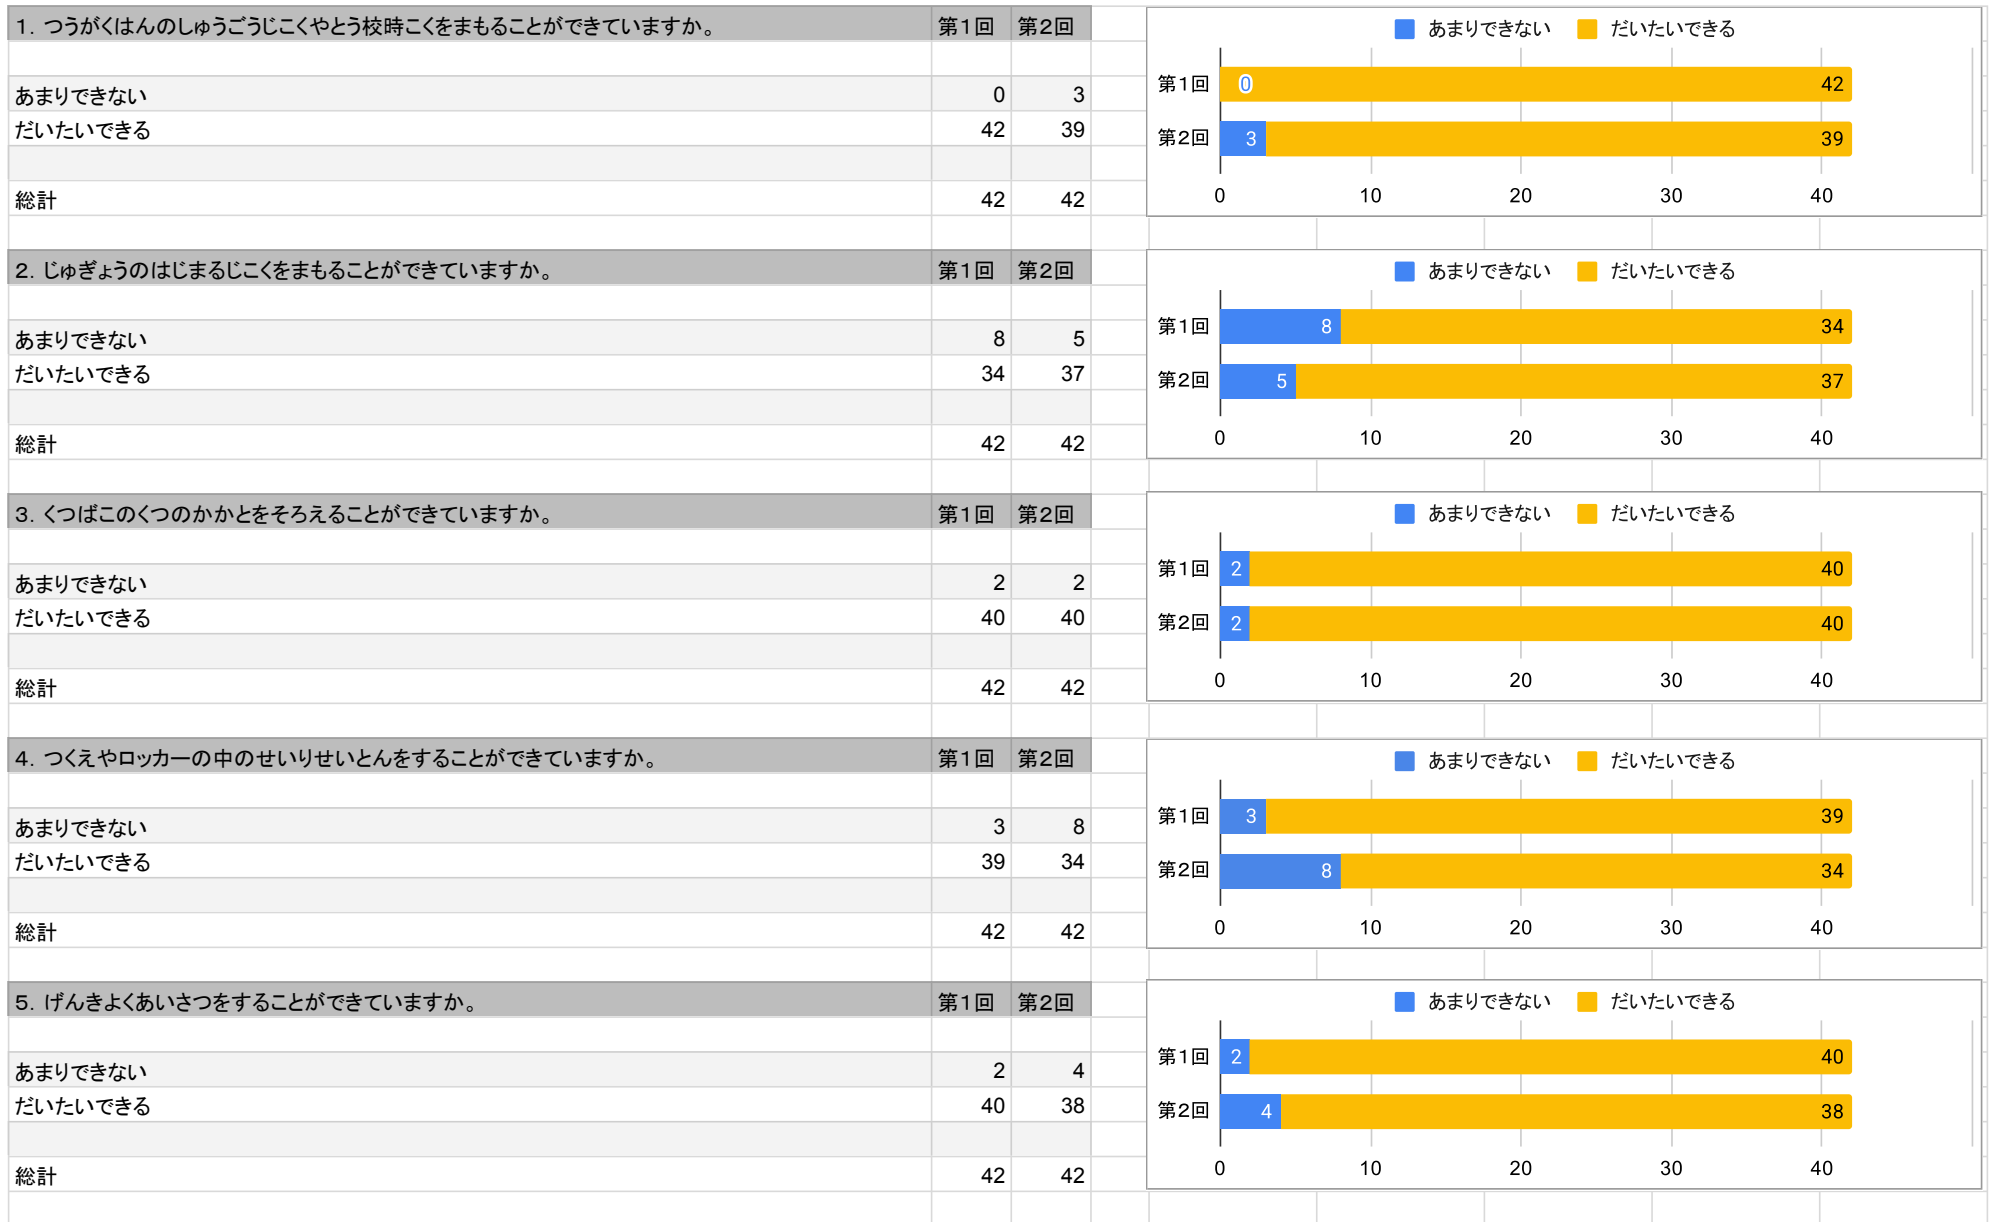 1．つうがくはんのしゅうごうじこくやとう校時こくをまもることができていますか。 第1回 第2回
あまりできない 0 3
だいたいできる 42 39
総計 42 42
あまりできない だいたいできる
第1回 0 42
第2回 3 39
0 10 20 30 40
2．じゅぎょうのはじまるじこくをまもることができていますか。 第1回 第2回
あまりできない 8 5
だいたいできる 34 37
総計 42 42
あまりできない だいたいできる
第1回 8 34
第2回 5 37
0 10 20 30 40
3．くつばこのくつのかかとをそろえることができていますか。 第1回 第2回
あまりできない 2 2
だいたいできる 40 40
総計 42 42
あまりできない だいたいできる
第1回 2 40
第2回 2 40
0 10 20 30 40
4．つくえやロッカーの中のせいりせいとんをすることができていますか。 第1回 第2回
あまりできない 3 8
だいたいできる 39 34
総計 42 42
あまりできない だいたいできる
第1回 3 39
第2回 8 34
0 10 20 30 40
5．げんきよくあいさつをすることができていますか。 第1回 第2回
あまりできない 2 4
だいたいできる 40 38
総計 42 42
あまりできない だいたいできる
第1回 2 40
第2回 4 38
0 10 20 30 40